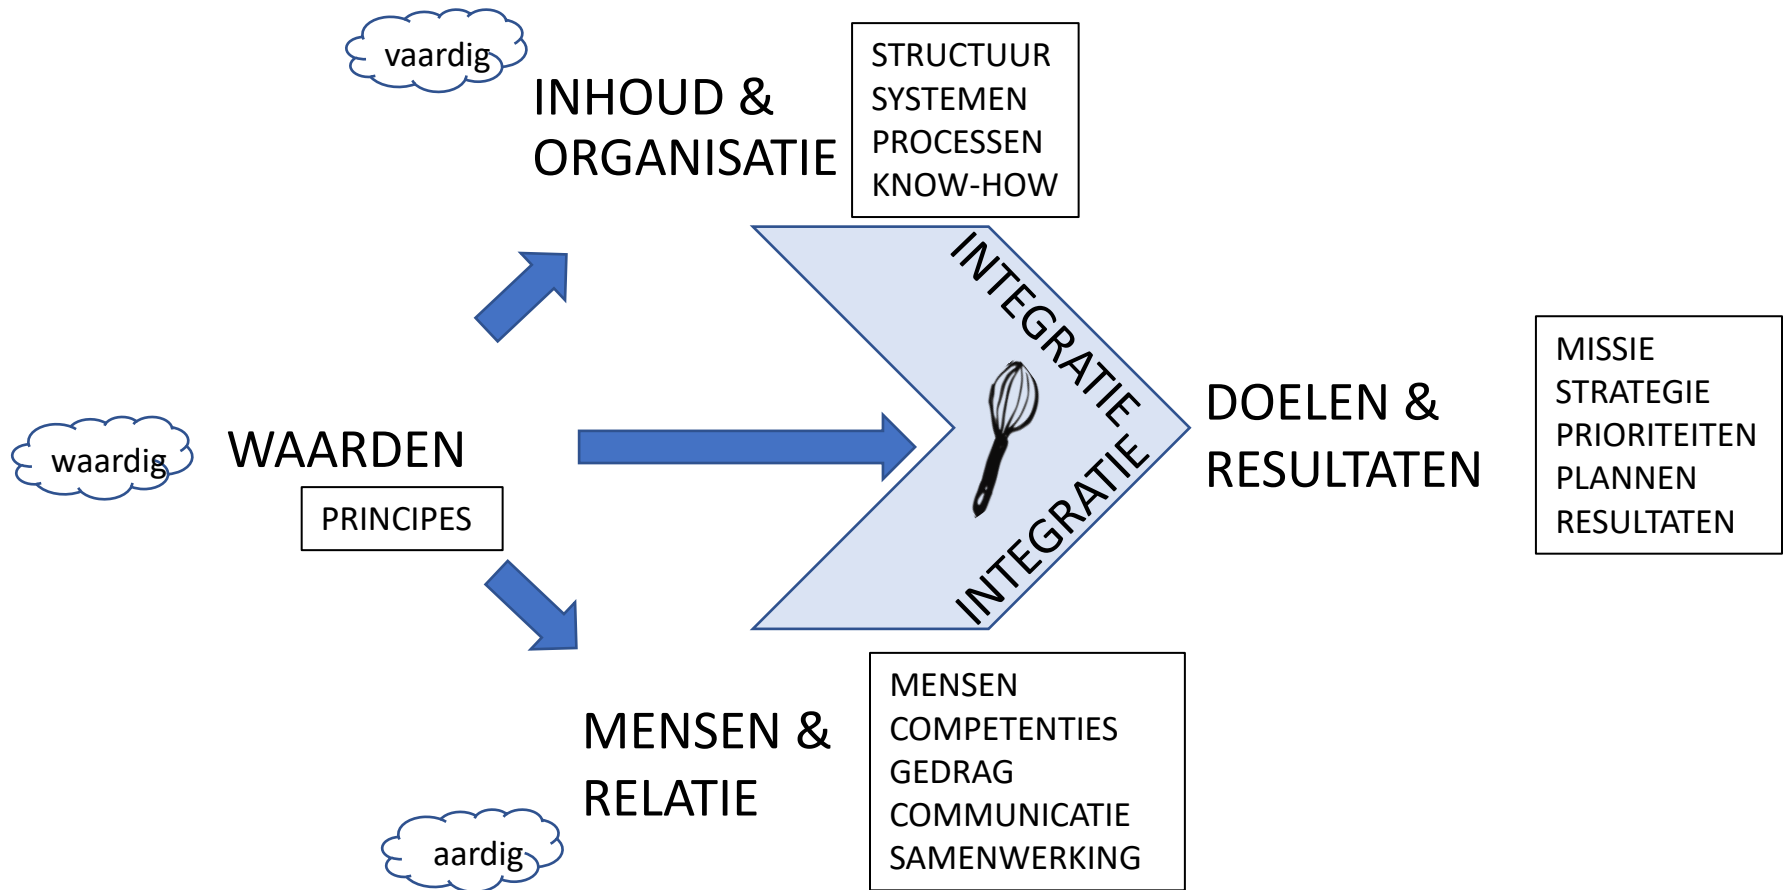 vaardig
INHOUD &
ORGANISATIE
STRUCTUUR
SYSTEMEN
PROCESSEN
KNOW-HOW
INTEGRATIE
INTEGRATIE
waardig
WAARDEN
PRINCIPES
DOELEN &
RESULTATEN
MISSIE
STRATEGIE
PRIORITEITEN
PLANNEN
RESULTATEN
MENSEN &
RELATIE
aardig
MENSEN
COMPETENTIES
GEDRAG
COMMUNICATIE
SAMENWERKING